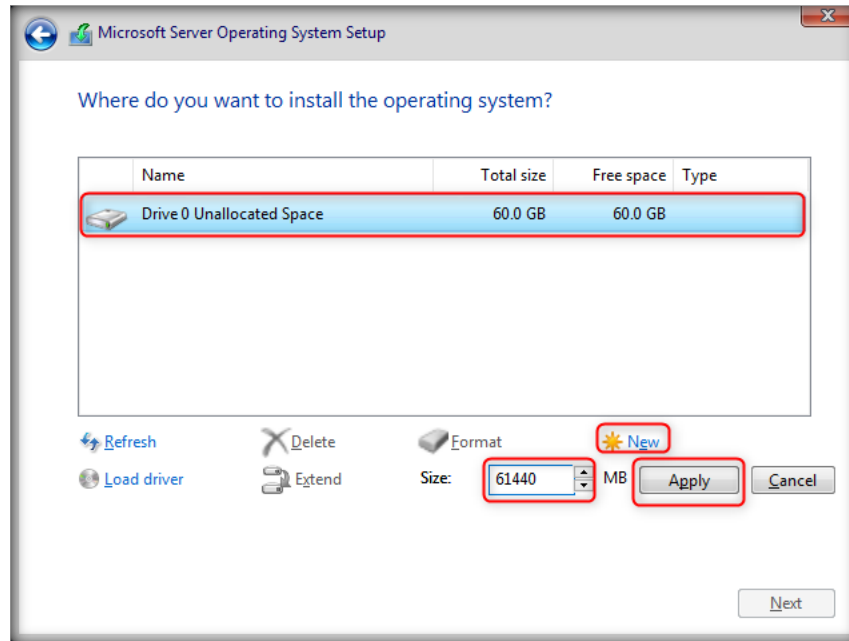 Microsoft Server Operating System Setup
X
Where do you want to install the operating system?
Name Total size Free space Type
Drive 0 Unallocated Space 60.0 GB 60.0 GB
Refresh Delete Format New
Load driver Extend Size: 61440 MB Apply Cancel
Next